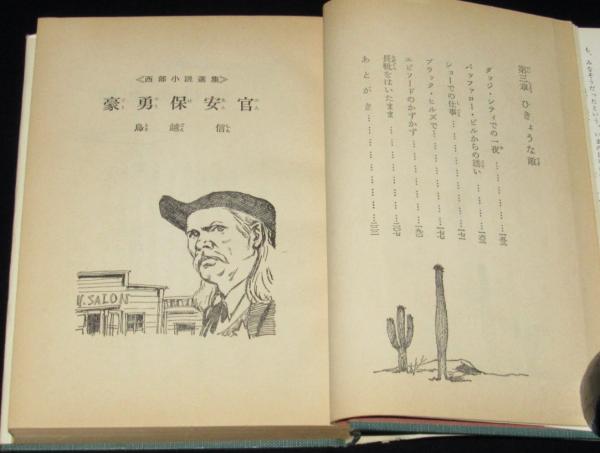 第三章 ひきょうな敵
ダッジ・シティでの一夜
バッファロー・ビルからの誘い
ショーでの仕事
ブラック・ヒルズで
エピソードのかずかず
長靴をはいたまま 二〇七
あとがき
《西部小説選集》
豪勇保安官
鳥越信
SALON